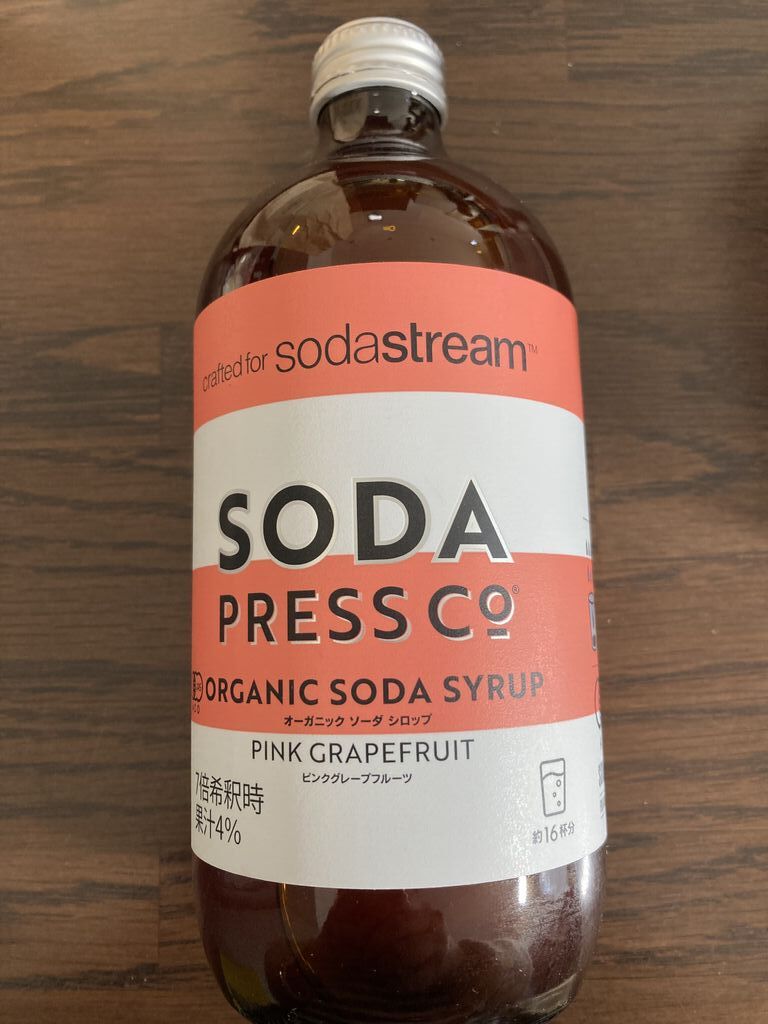 crafted for sodastream™
SODA
PRESS CO®
ORGANIC SODA SYRUP
オーガニック ソーダ シロップ
PINK GRAPEFRUIT
ピンクグレープフルーツ
7倍希釈時
果汁4%
約16杯分